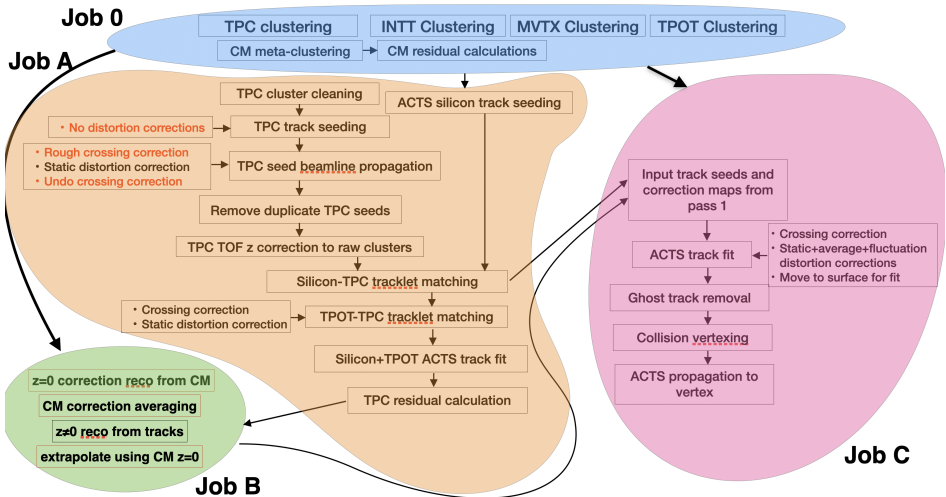 Job 0
TPC clustering
INTT Clustering
MVTX Clustering
TPOT Clustering
CM meta-clustering
CM residual calculations
Job A
TPC cluster cleaning
ACTS silicon track seeding
• No distortion corrections
TPC track seeding
• Rough crossing correction
• Static distortion correction
• Undo crossing correction
TPC seed beamline propagation
Remove duplicate TPC seeds
TPC TOF z correction to raw clusters
Silicon-TPC tracklet matching
• Crossing correction
• Static distortion correction
TPOT-TPC tracklet matching
Silicon+TPOT ACTS track fit
TPC residual calculation
z=0 correction reco from CM
CM correction averaging
z≠0 reco from tracks
extrapolate using CM z=0
Job B
Input track seeds and
correction maps from
pass 1
• Crossing correction
• Static+average+fluctuation
distortion corrections
• Move to surface for fit
ACTS track fit
Ghost track removal
Collision vertexing
ACTS propagation to
vertex
Job C